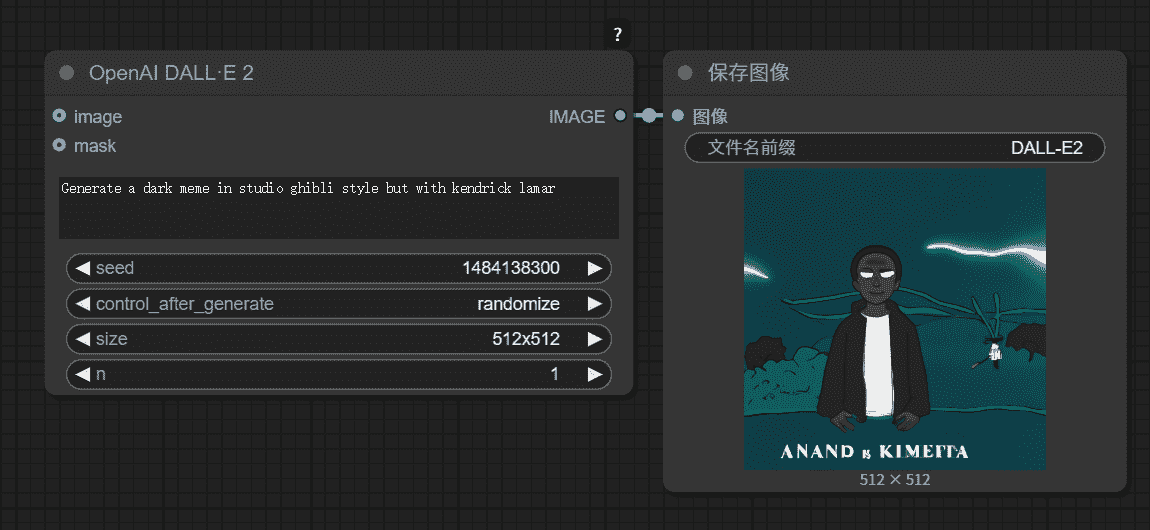 ?
OpenAI DALL·E 2
image
IMAGE
mask
Generate a dark meme in studio ghibli style but with kendrick lamar
seed 1484138300
control_after_generate randomize
size 512x512
n 1
保存图像
图像
文件名前缀 DALL-E2
ANAND is KIMEITA
512 × 512